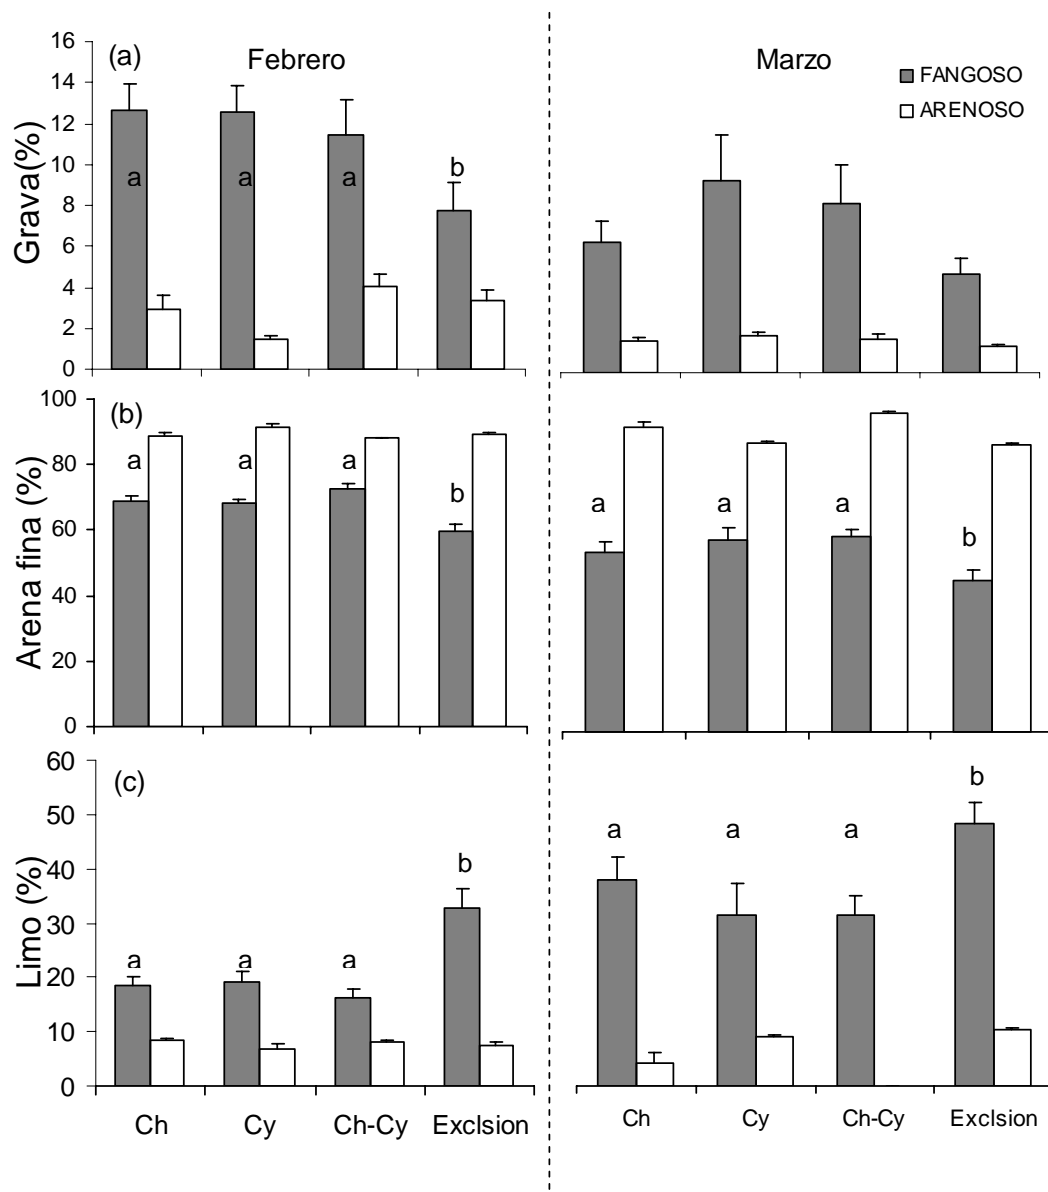 (a)
Febrero
Marzo
FANGOSO
ARENOSO
Grava(%)
16
14
12
10
8
6
4
2
0
a
a
a
b
(b)
Arena fina (%)
100
80
60
40
20
0
a
a
a
b
a
a
a
b
(c)
Limo (%)
60
50
40
30
20
10
0
a
a
a
b
a
a
a
b
Ch
Cy
Ch-Cy
Exclsion
Ch
Cy
Ch-Cy
Exclsion